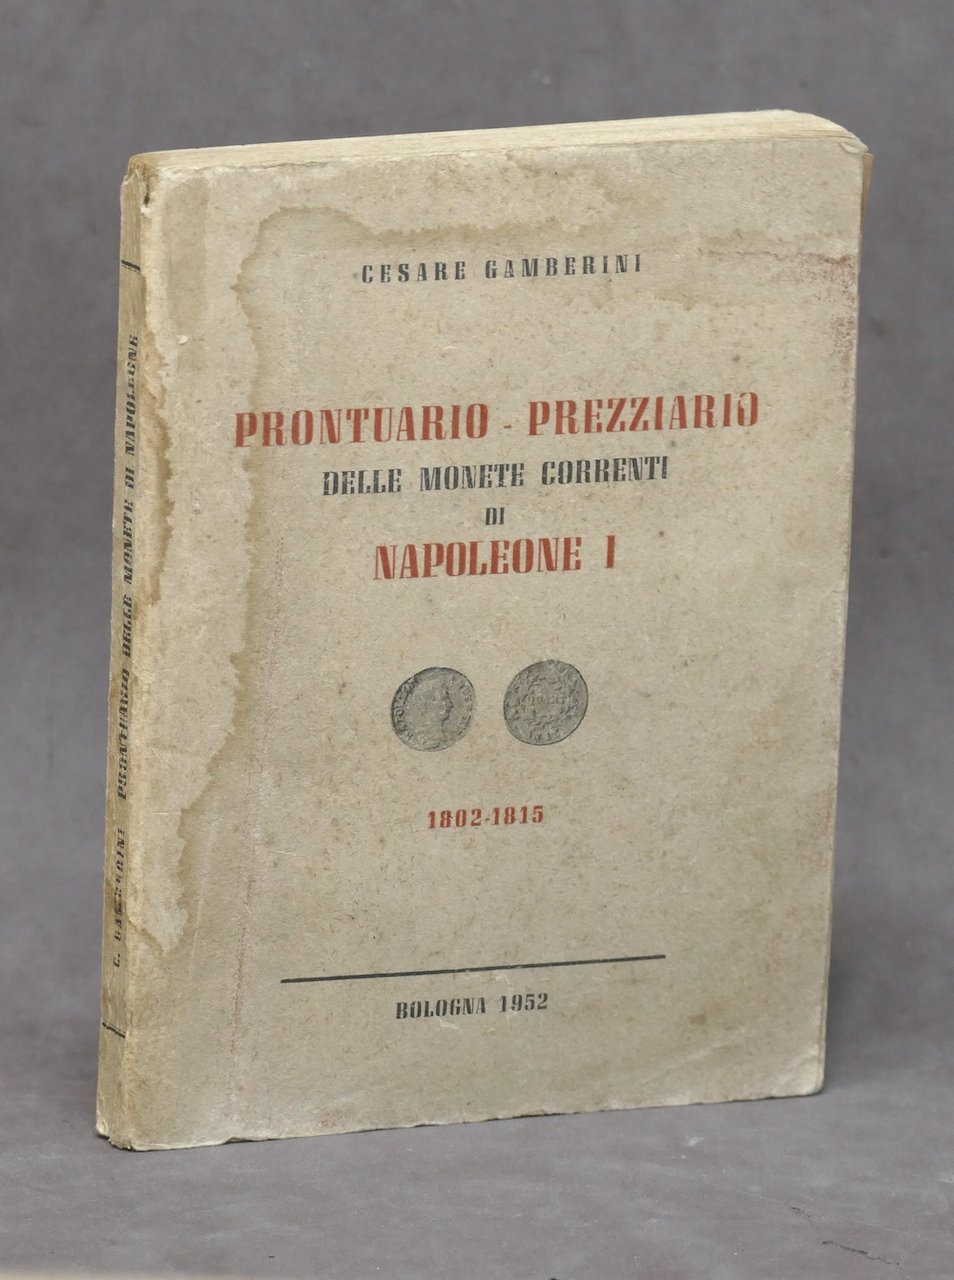 CESARE GAMBERINI
PRONTUARIO - PREZZIARIO
DELLE MONETE CORRENTI
DI
NAPOLEONE I
1802-1815
BOLOGNA 1952
C. GAMBERINI PRONTUARIO DELLE MONETE DI NAPOLEONE